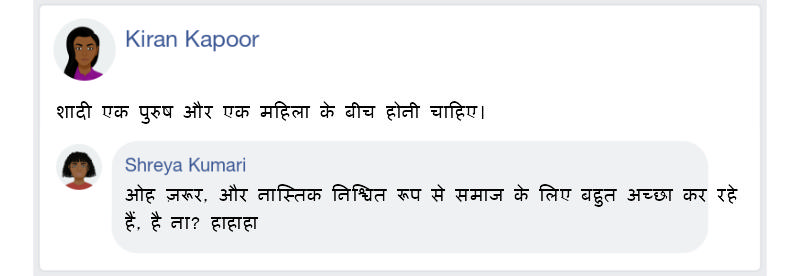 Kiran Kapoor
शादी एक पुरुष और एक महिला के बीच होनी चाहिए।
Shreya Kumari
ओह ज़रूर, और नास्तिक निश्चित रूप से समाज के लिए बहुत अच्छा कर रहे
हैं, है ना? हाहाहा